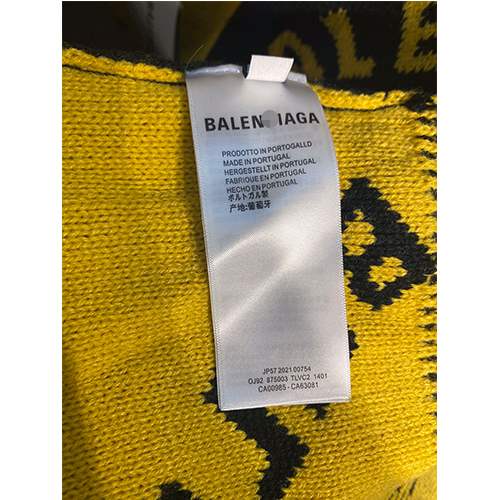 ALE
BALEN IAGA
PRODOTTO IN PORTOGALLO
MADE IN PORTUGAL
HERGESTELLT IN PORTUGAL
FABRIQUE EN PORTUGAL
HECHO EN PORTUGAL
ポルトガル製
产地:葡萄牙
B
JP57 2021 00754
OJ92 875003 TLVC2 1401
CA00985 - CA63081